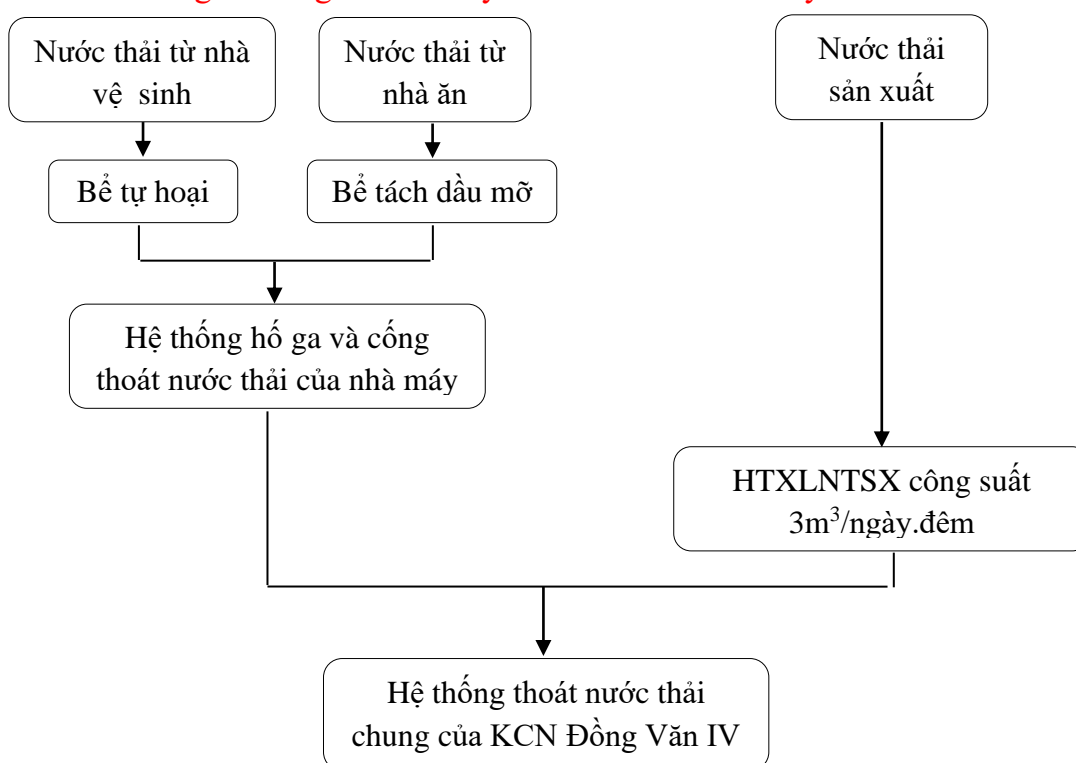 Nước thải từ nhà
vệ sinh
Nước thải từ
nhà ăn
Nước thải
sản xuất
Bể tự hoại
Bể tách dầu mỡ
Hệ thống hố ga và cống
thoát nước thải của nhà máy
HTXLNTSX công suất
3m³/ngày.đêm
Hệ thống thoát nước thải
chung của KCN Đồng Văn IV